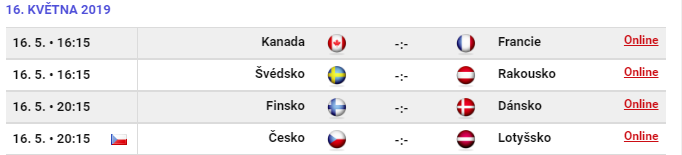 16. KVĚTNA 2019
16. 5. • 16:15 Kanada -:- Francie Online
16. 5. • 16:15 Švédsko -:- Rakousko Online
16. 5. • 20:15 Finsko -:- Dánsko Online
16. 5. • 20:15 Česko -:- Lotyšsko Online